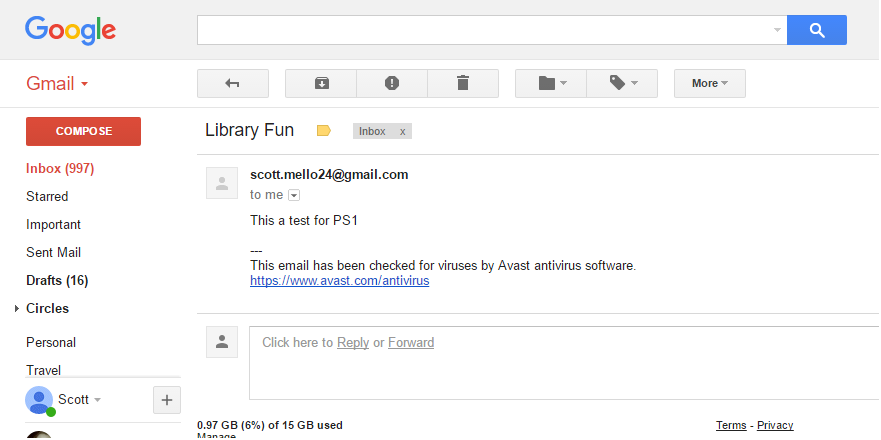 Google
Gmail
More
COMPOSE
Library Fun
Inbox x
Inbox (997)
Starred
Important
Sent Mail
Drafts (16)
Circles
Personal
Travel
Scott
scott.mello24@gmail.com
to me
This a test for PS1
---
This email has been checked for viruses by Avast antivirus software.
https://www.avast.com/antivirus
Click here to Reply or Forward
0.97 GB (6%) of 15 GB used
Manage
Terms - Privacy